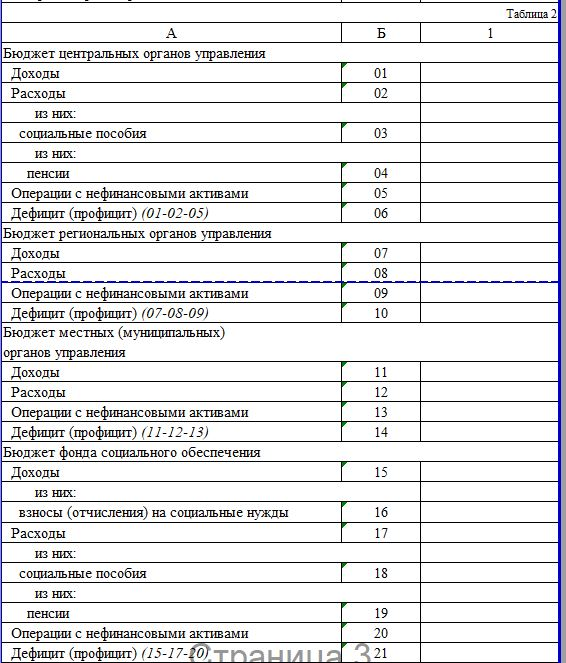 Таблица 2
А Б 1
Бюджет центральных органов управления
Доходы 01
Расходы 02
из них:
социальные пособия 03
из них:
пенсии 04
Операции с нефинансовыми активами 05
Дефицит (профицит) (01-02-05) 06
Бюджет региональных органов управления
Доходы 07
Расходы 08
Операции с нефинансовыми активами 09
Дефицит (профицит) (07-08-09) 10
Бюджет местных (муниципальных)
органов управления
Доходы 11
Расходы 12
Операции с нефинансовыми активами 13
Дефицит (профицит) (11-12-13) 14
Бюджет фонда социального обеспечения
Доходы 15
из них:
взносы (отчисления) на социальные нужды 16
Расходы 17
из них:
социальные пособия 18
из них:
пенсии 19
Операции с нефинансовыми активами 20
Дефицит (профицит) (15-17-20) 21
Страница 3